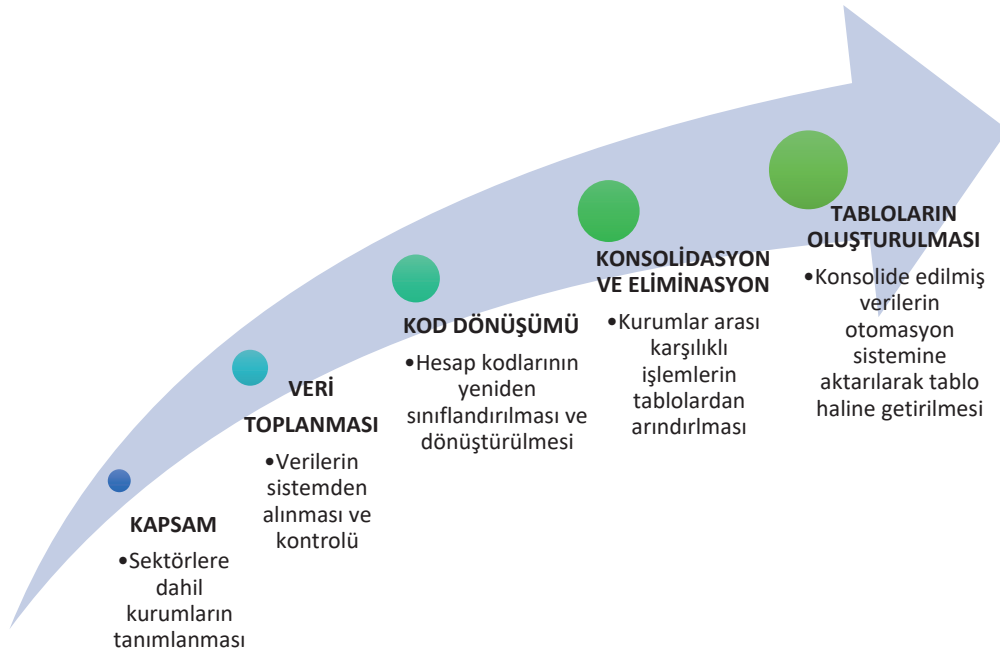 KAPSAM
•Sektörlere
dahil
kurumların
tanımlanması
VERİ
TOPLANMASI
•Verilerin
sistemden
alınması ve
kontrolü
KOD DÖNÜŞÜMÜ
•Hesap kodlarının
yeniden
sınıflandırılması ve
dönüştürülmesi
KONSOLİDASYON
VE ELİMİNASYON
•Kurumlar arası
karşılıklı
işlemlerin
tablolardan
arındırılması
TABLOLARIN
OLUŞTURULMASI
•Konsolide edilmiş
verilerin
otomasyon
sistemine
aktarılarak tablo
haline getirilmesi